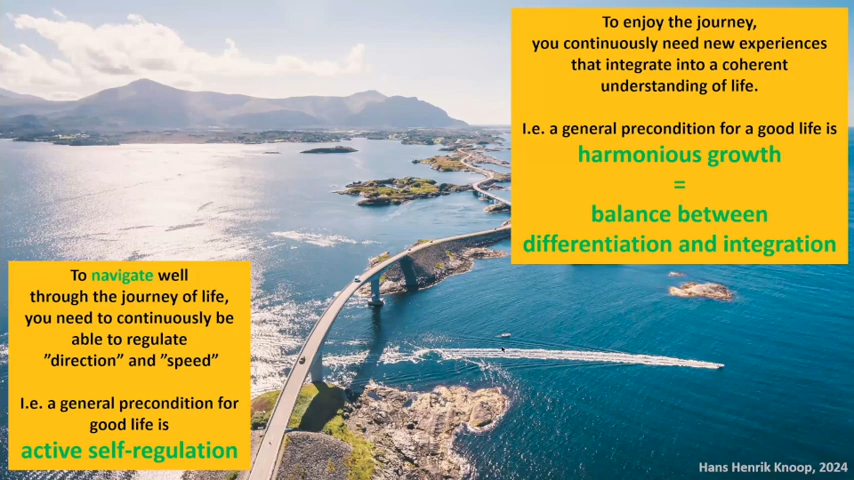 To enjoy the journey,
you continuously need new experiences
that integrate into a coherent
understanding of life.
I.e. a general precondition for a good life is
harmonious growth
=
balance between
differentiation and integration
To navigate well
through the journey of life,
you need to continuously be
able to regulate
”direction” and ”speed”
I.e. a general precondition for
good life is
active self-regulation
Hans Henrik Knoop, 2024